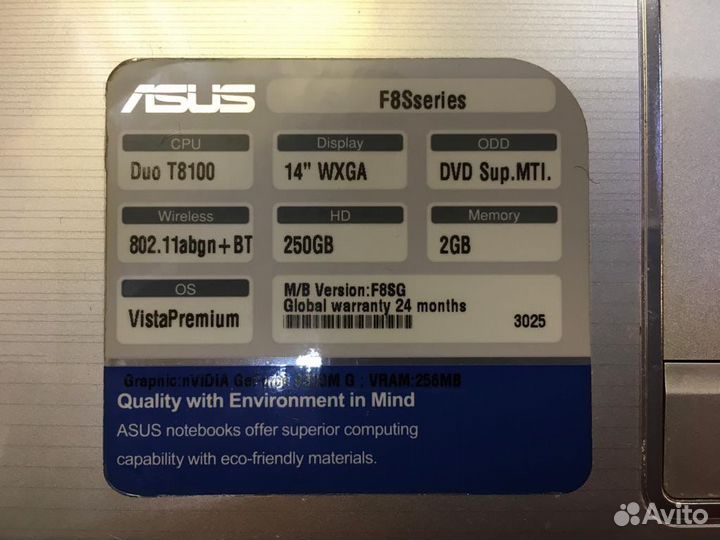 ASUS F8Sseries
CPU Display ODD
Duo T8100 14" WXGA DVD Sup.MTI.
Wireless HD Memory
802.11abgn+BT 250GB 2GB
OS
VistaPremium
M/B Version:F8SG
Global warranty 24 months
3025
Graphic:nVIDIA G ; VRAM:256MB
Quality with Environment in Mind
ASUS notebooks offer superior computing
capability with eco-friendly materials.
Avito